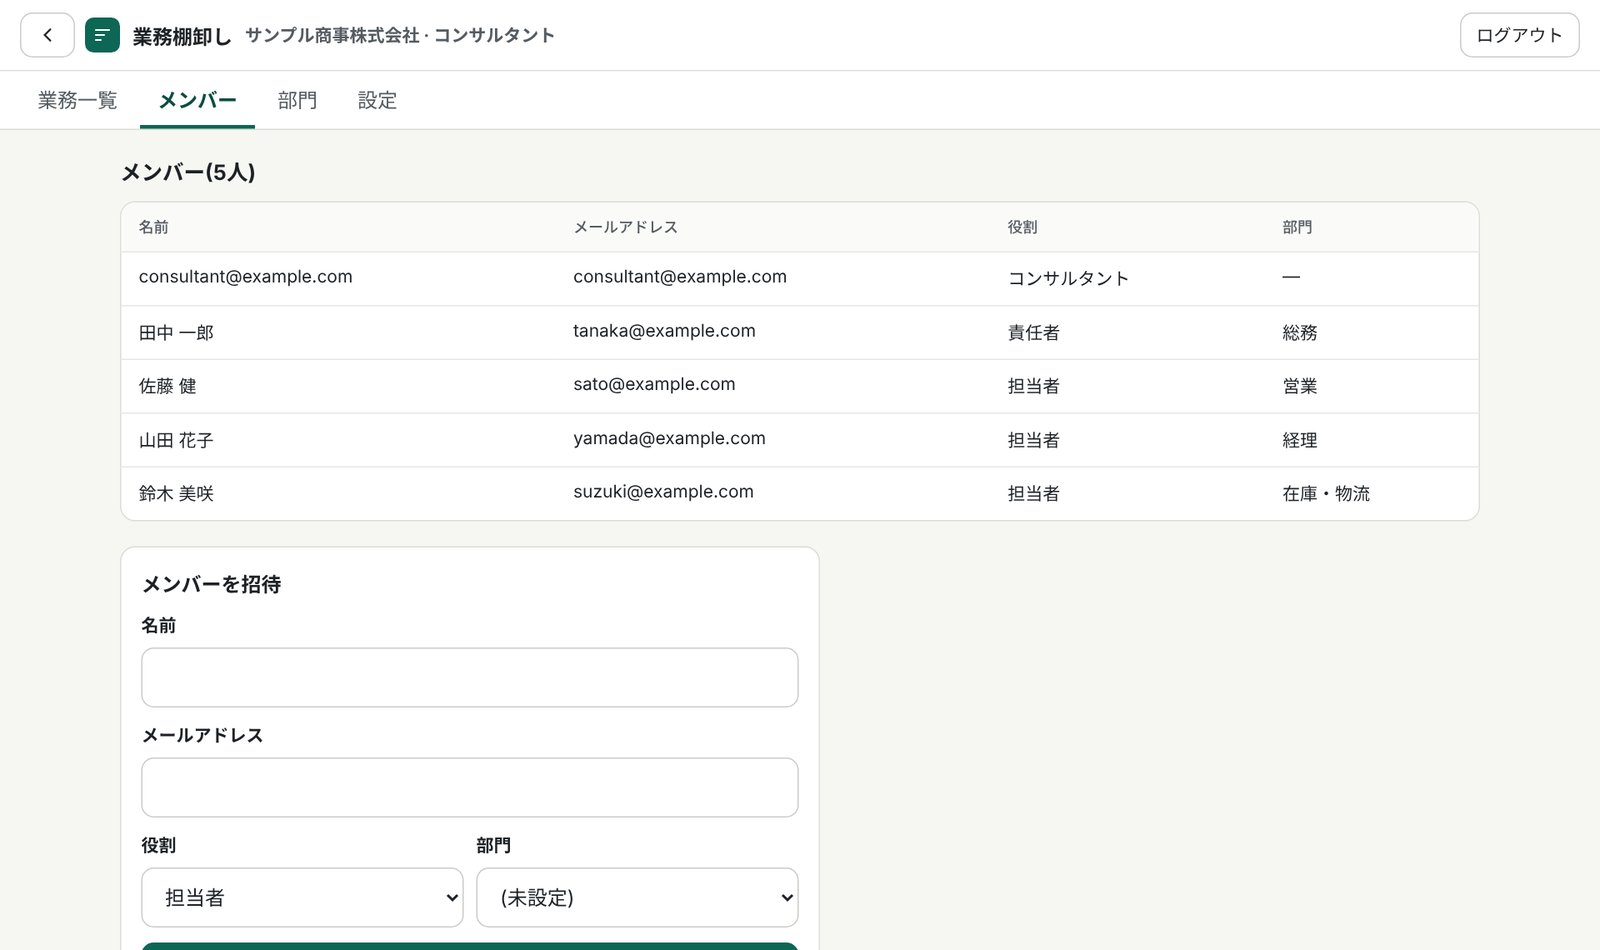 業務棚卸し サンプル商事株式会社 · コンサルタント ログアウト
業務一覧 メンバー 部門 設定
メンバー(5人)
名前 メールアドレス 役割 部門
consultant@example.com consultant@example.com コンサルタント —
田中 一郎 tanaka@example.com 責任者 総務
佐藤 健 sato@example.com 担当者 営業
山田 花子 yamada@example.com 担当者 経理
鈴木 美咲 suzuki@example.com 担当者 在庫・物流
メンバーを招待
名前
メールアドレス
役割 部門
担当者 (未設定)